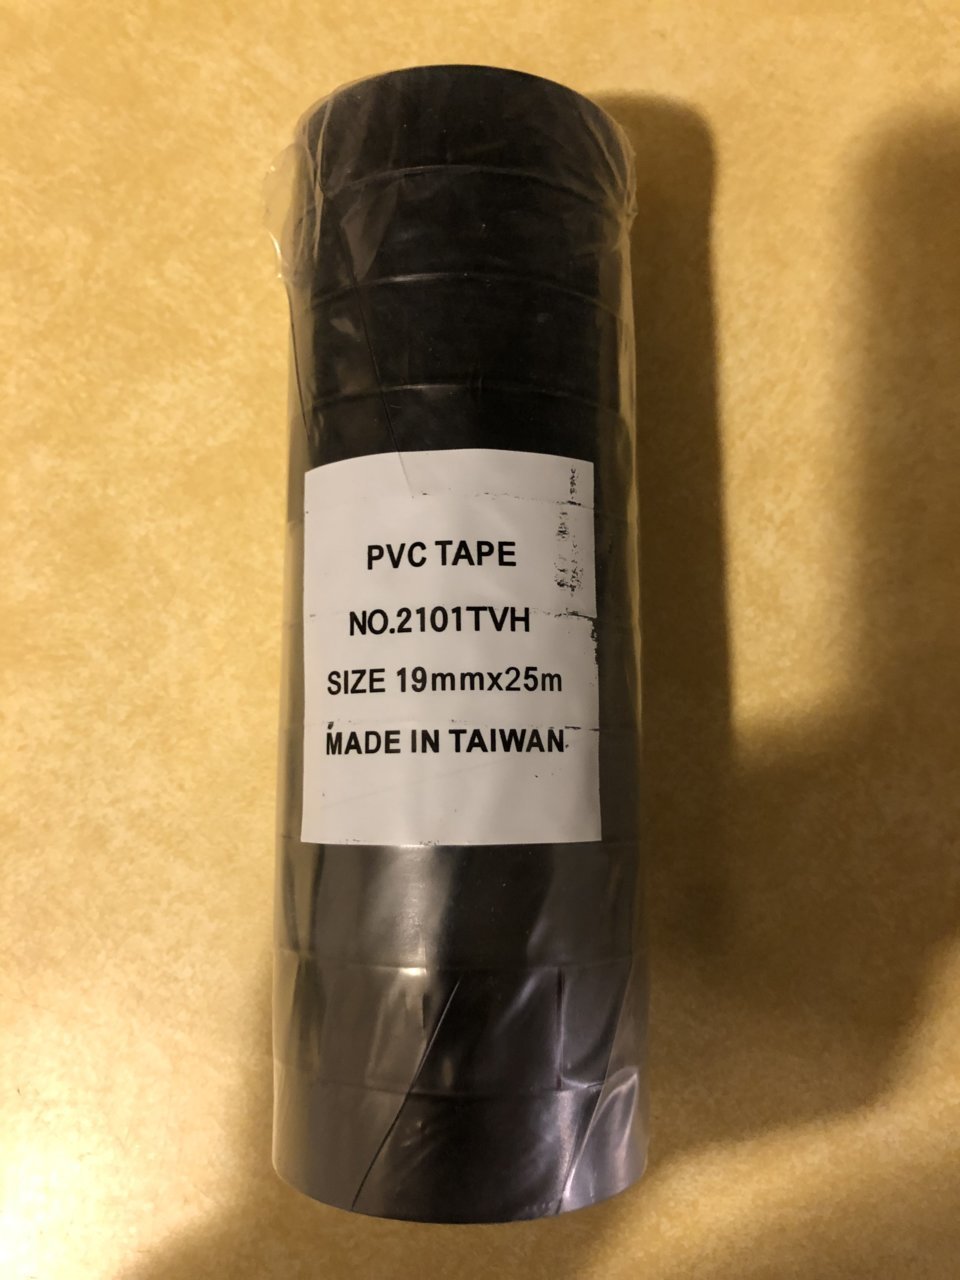 PVC TAPE
NO.2101TVH
SIZE 19mmx25m
MADE IN TAIWAN